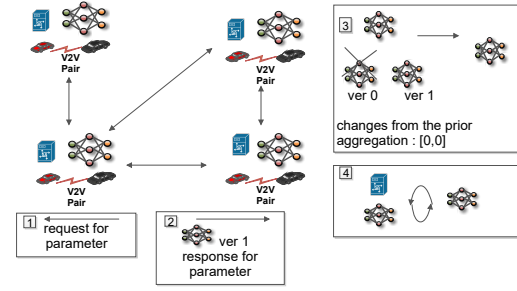 V2V
Pair
V2V
Pair
V2V
Pair
V2V
Pair
1
request for
parameter
2
ver 1
response for
parameter
3
ver 0 ver 1
changes from the prior
aggregation : [0,0]
4